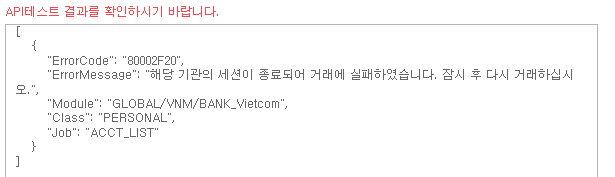 API테스트 결과를 확인하시기 바랍니다.
[
{
"ErrorCode": "80002F20",
"ErrorMessage": "해당 기관의 세션이 종료되어 거래에 실패하였습니다. 잠시 후 다시 거래하십시
오.",
"Module": "GLOBAL/VNM/BANK_Vietcom",
"Class": "PERSONAL",
"Job": "ACCT_LIST"
}
]